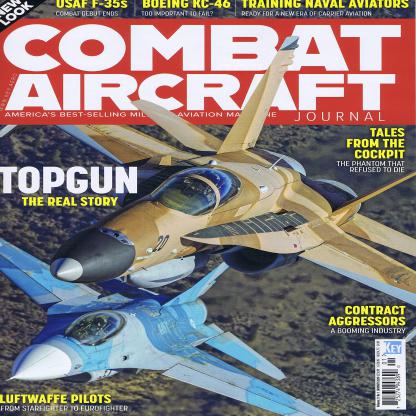 NEW
LOOK
USAF F-35s
COMBAT DEBUT ENDS
BOEING KC-46
TOO IMPORTANT TO FAIL?
TRAINING NAVAL AVIATORS
READY FOR A NEW ERA OF CARRIER AVIATION
COMBAT
AIRCRAFT
AMERICA'S BEST-SELLING MIL AVIATION MAGAZINE
JOURNAL
TALES
FROM THE
COCKPIT
THE PHANTOM THAT
REFUSED TO DIE
TOPGUN
THE REAL STORY
20
CONTRACT
AGGRESSORS
A BOOMING INDUSTRY
KEY
LUFTWAFFE PILOTS
FROM STARFIGHTER TO EUROFIGHTER